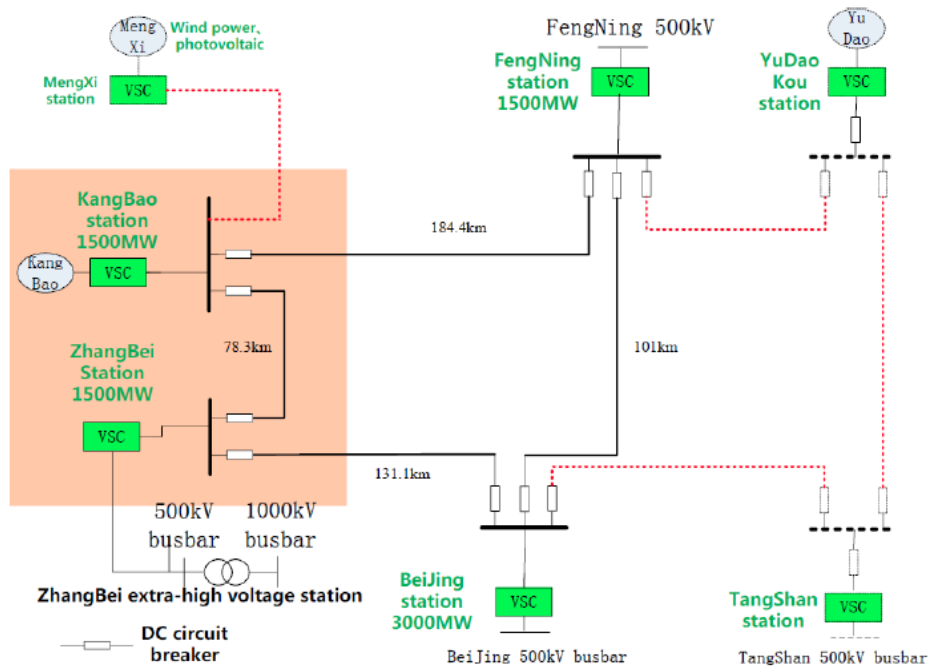 Meng
Xi
Wind power、
photovoltaic
MengXi
station
VSC
FengNing 500kV
FengNing
station
1500MW
VSC
Yu
Dao
YuDao
Kou
station
VSC
KangBao
station
1500MW
Kang
Bao
VSC
184.4km
78.3km
101km
ZhangBei
Station
1500MW
VSC
131.1km
500kV
busbar
1000kV
busbar
ZhangBei extra-high voltage station
DC circuit
breaker
BeiJing
station
3000MW
VSC
BeiJing 500kV busbar
TangShan
station
VSC
TangShan 500kV busbar